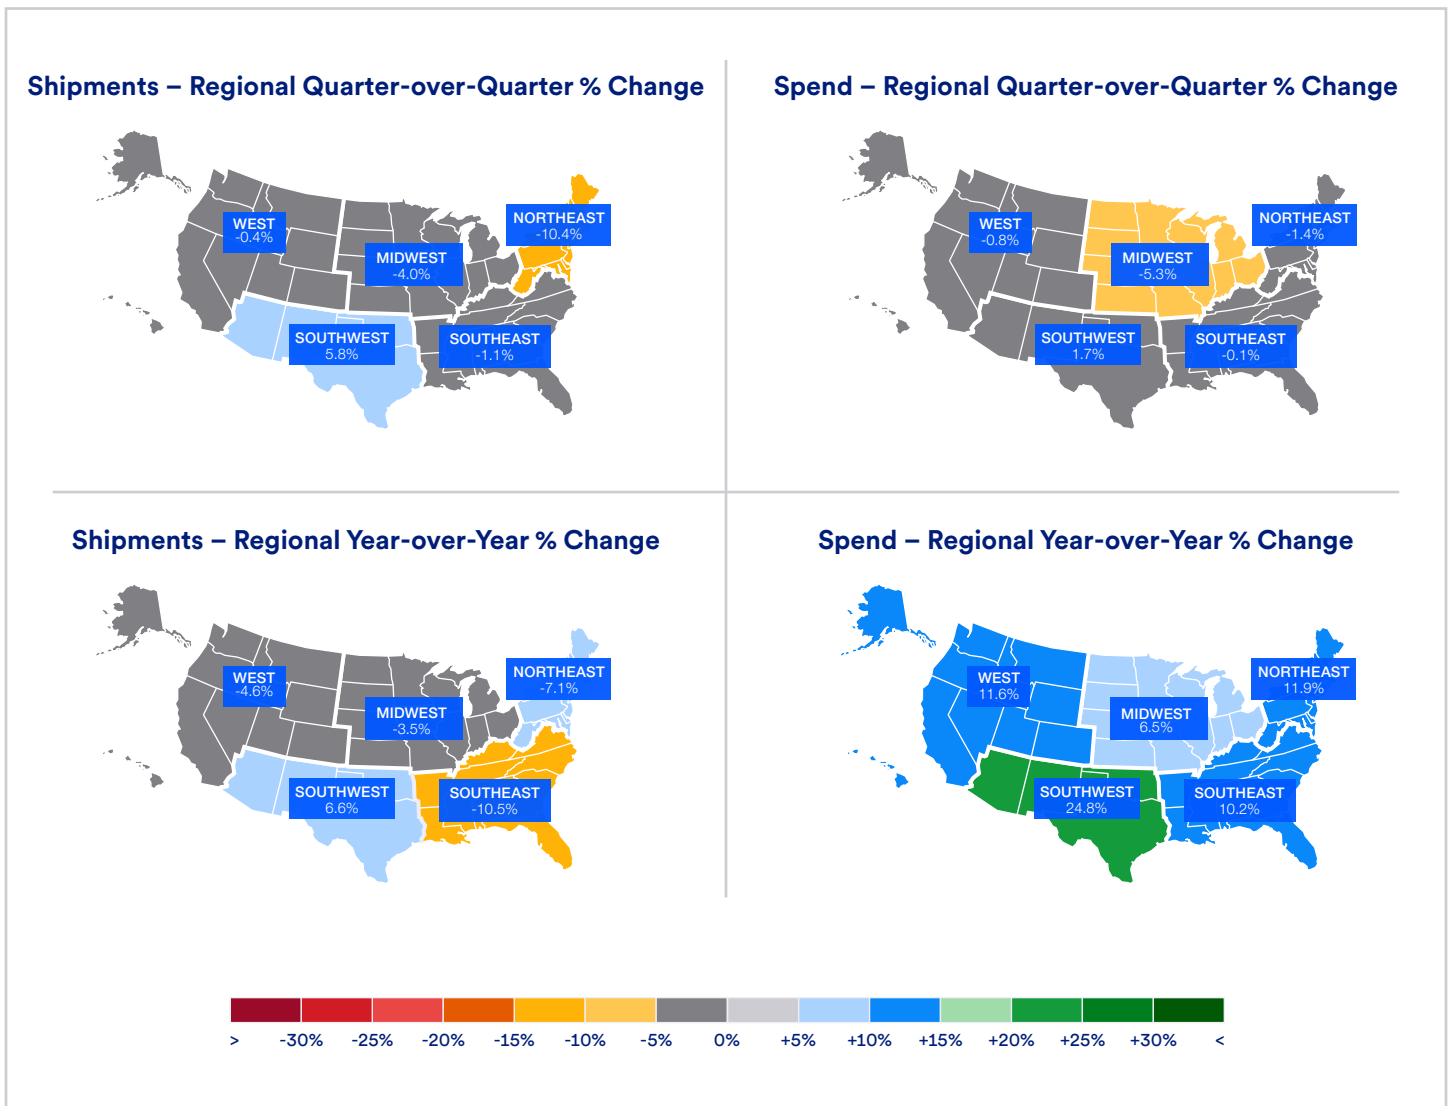 Shipments – Regional Quarter-over-Quarter % Change
WEST
-0.4%
MIDWEST
-4.0%
NORTHEAST
-10.4%
SOUTHWEST
5.8%
SOUTHEAST
-1.1%
Spend – Regional Quarter-over-Quarter % Change
WEST
-0.8%
MIDWEST
-5.3%
NORTHEAST
-1.4%
SOUTHWEST
1.7%
SOUTHEAST
-0.1%
Shipments – Regional Year-over-Year % Change
WEST
-4.6%
MIDWEST
-3.5%
NORTHEAST
-7.1%
SOUTHWEST
6.6%
SOUTHEAST
-10.5%
Spend – Regional Year-over-Year % Change
WEST
11.6%
MIDWEST
6.5%
NORTHEAST
11.9%
SOUTHWEST
24.8%
SOUTHEAST
10.2%
> -30% -25% -20% -15% -10% -5% 0% +5% +10% +15% +20% +25% +30% <